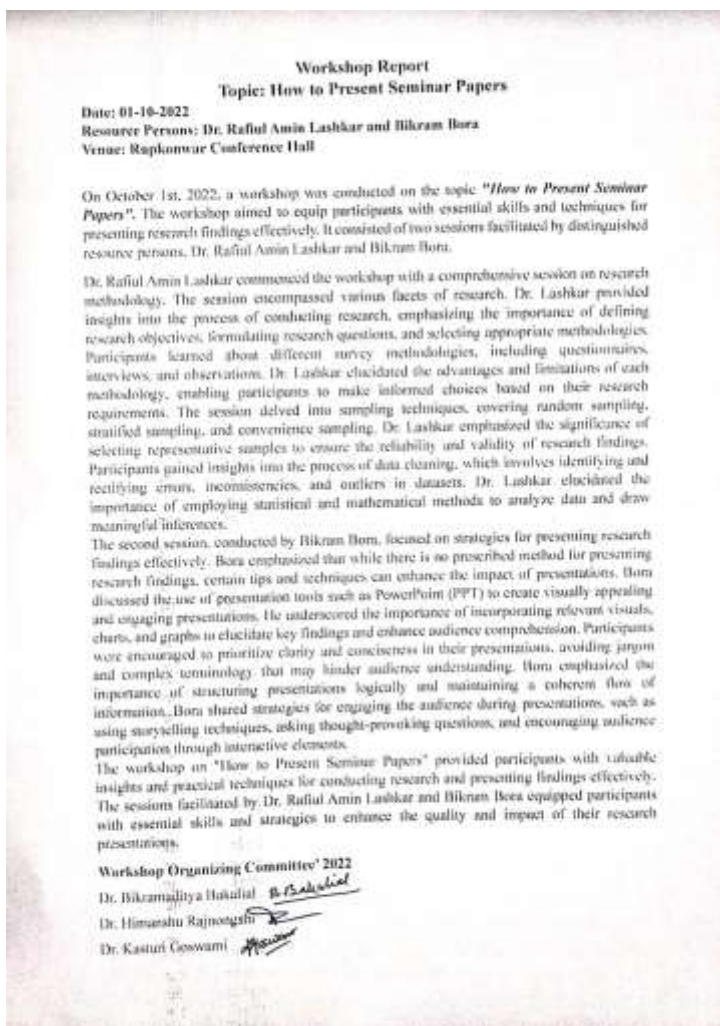 Workshop Report
Topic: How to Present Seminar Papers
Date: 01-10-2022
Resource Persons: Dr. Rafiul Amin Lashkar and Bikram Bora
Venue: Rupkonwar Conference Hall
On October 1st, 2022, a workshop was conducted on the topic "How to Present Seminar
Papers". The workshop aimed to equip participants with essential skills and techniques for
presenting research findings effectively. It consisted of two sessions facilitated by distinguished
resource persons, Dr. Rafiul Amin Lashkar and Bikram Bora.
Dr. Rafiul Amin Lashkar commenced the workshop with a comprehensive session on research
methodology. The session encompassed various facets of research. Dr. Lashkar provided
insights into the process of conducting research, emphasizing the importance of defining
research objectives, formulating research questions, and selecting appropriate methodologies.
Participants learned about different survey methodologies, including questionnaires,
interviews, and observations. Dr. Lashkar elucidated the advantages and limitations of each
methodology, enabling participants to make informed choices based on their research
requirements. The session delved into sampling techniques, covering random sampling,
stratified sampling, and convenience sampling. Dr. Lashkar emphasized the significance of
selecting representative samples to ensure the reliability and validity of research findings.
Participants gained insights into the process of data cleaning, which involves identifying and
rectifying errors, inconsistencies, and outliers in datasets. Dr. Lashkar elucidated the
importance of employing statistical and mathematical methods to analyze data and draw
meaningful inferences.
The second session, conducted by Bikram Bora, focused on strategies for presenting research
findings effectively. Bora emphasized that while there is no prescribed method for presenting
research findings, certain tips and techniques can enhance the impact of presentations. Bora
discussed the use of presentation tools such as PowerPoint (PPT) to create visually appealing
and engaging presentations. He underscored the importance of incorporating relevant visuals,
charts, and graphs to elucidate key findings and enhance audience comprehension. Participants
were encouraged to prioritize clarity and conciseness in their presentations, avoiding jargon
and complex terminology that may hinder audience understanding. Bora emphasized the
importance of structuring presentations logically and maintaining a coherent flow of
information. Bora shared strategies for engaging the audience during presentations, such as
using storytelling techniques, asking thought-provoking questions, and encouraging audience
participation through interactive elements.
The workshop on "How to Present Seminar Papers" provided participants with valuable
insights and practical techniques for conducting research and presenting findings effectively.
The sessions facilitated by Dr. Rafiul Amin Lashkar and Bikram Bora equipped participants
with essential skills and strategies to enhance the quality and impact of their research
presentations.
Workshop Organizing Committee' 2022
Dr. Bikramaditya Bakalial
Dr. Himanshu Rajnongshi
Dr. Kasturi Goswami